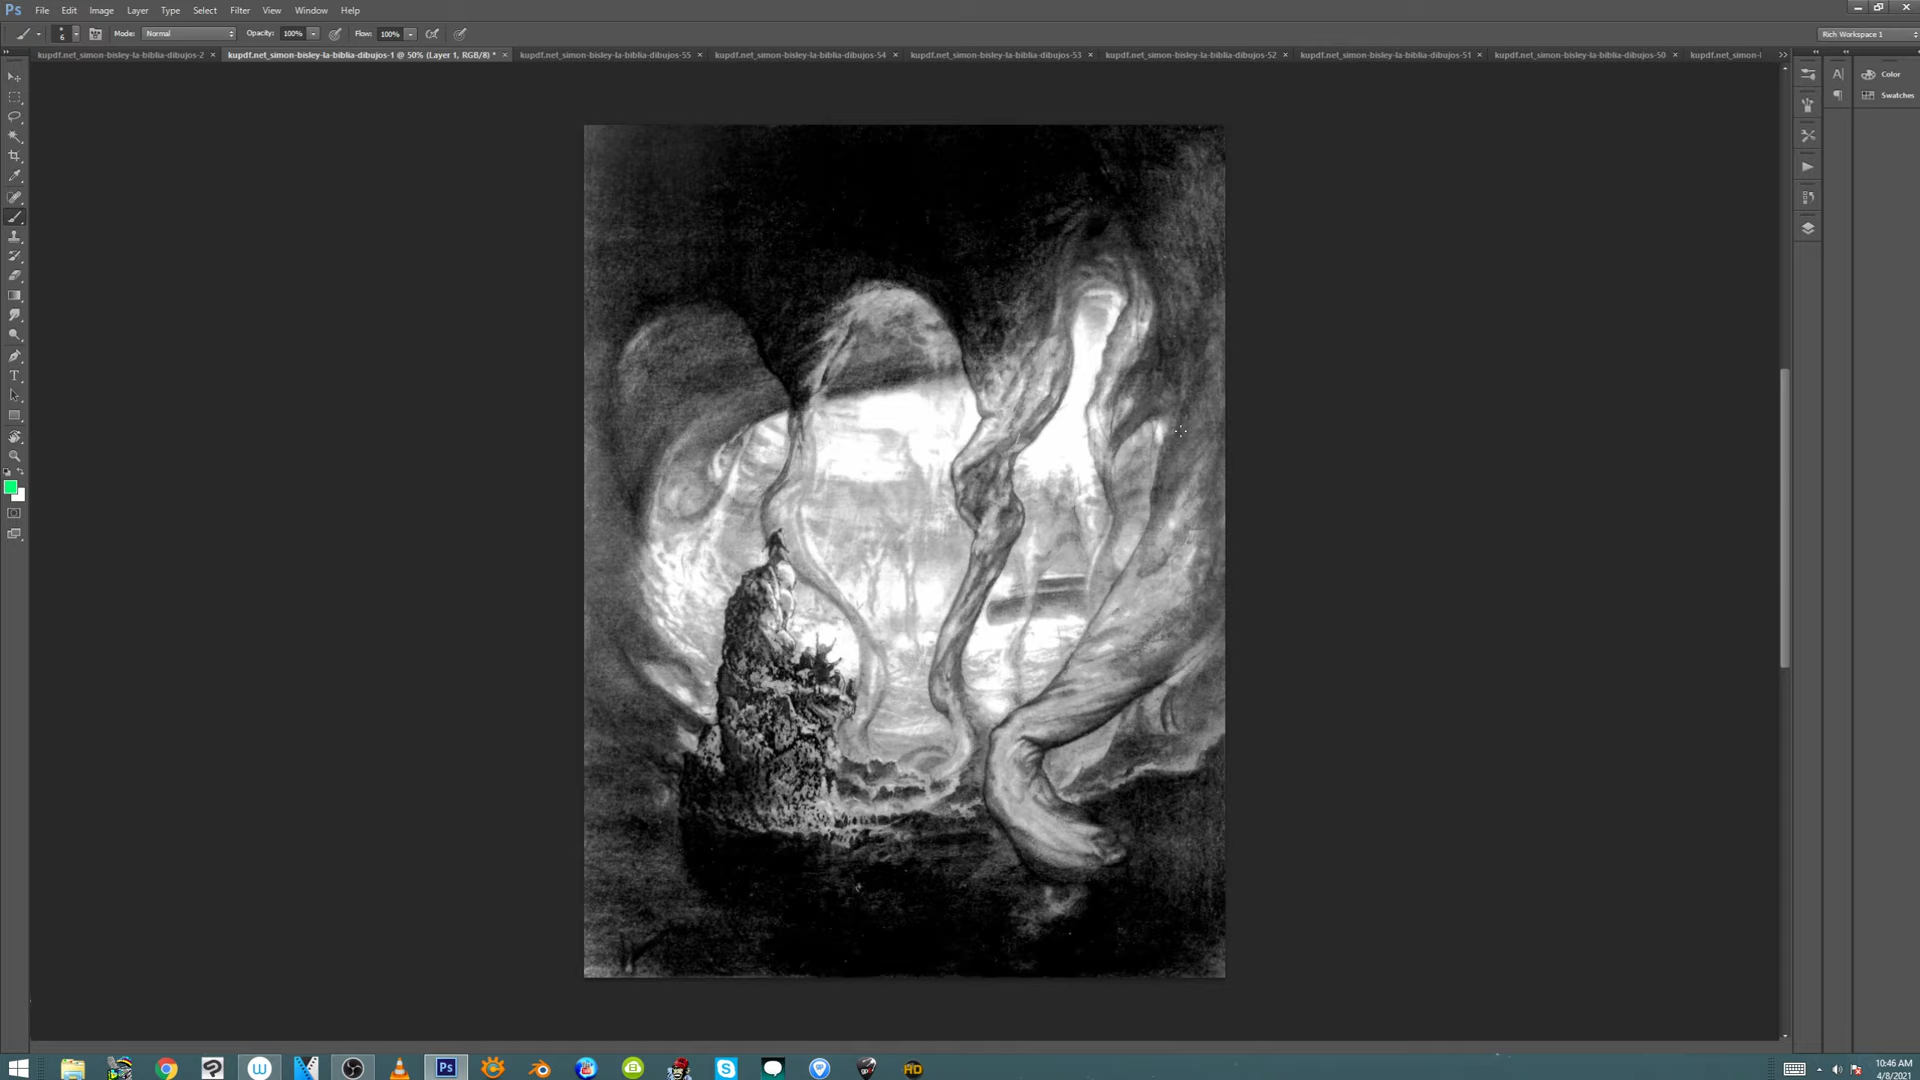 Ps File Edit Image Layer Type Select Filter View Window Help
6 Mode: Normal Opacity: 100% Flow: 100% Rich Workspace 1
kupdf.net_simon-bisley-la-biblia-dibujos-2 × kupdf.net_simon-bisley-la-biblia-dibujos-1 @ 50% (Layer 1, RGB/8) * × kupdf.net_simon-bisley-la-biblia-dibujos-55 × kupdf.net_simon-bisley-la-biblia-dibujos-54 × kupdf.net_simon-bisley-la-biblia-dibujos-53 × kupdf.net_simon-bisley-la-biblia-dibujos-52 × kupdf.net_simon-bisley-la-biblia-dibujos-51 × kupdf.net_simon-bisley-la-biblia-dibujos-50 × kupdf.net_simon-l
Color
Swatches
Ps
10:46 AM
4/8/2021